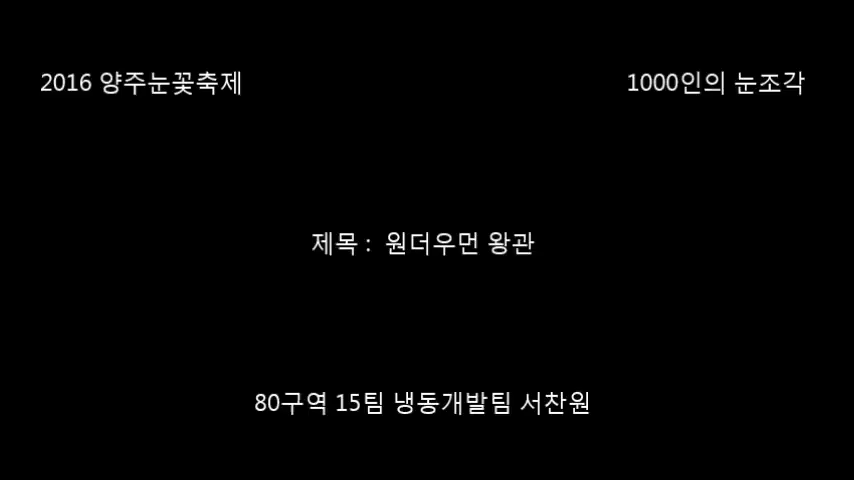 2016 양주눈꽃축제
1000인의 눈조각
제목 : 원더우먼 왕관
80구역 15팀 냉동개발팀 서찬원